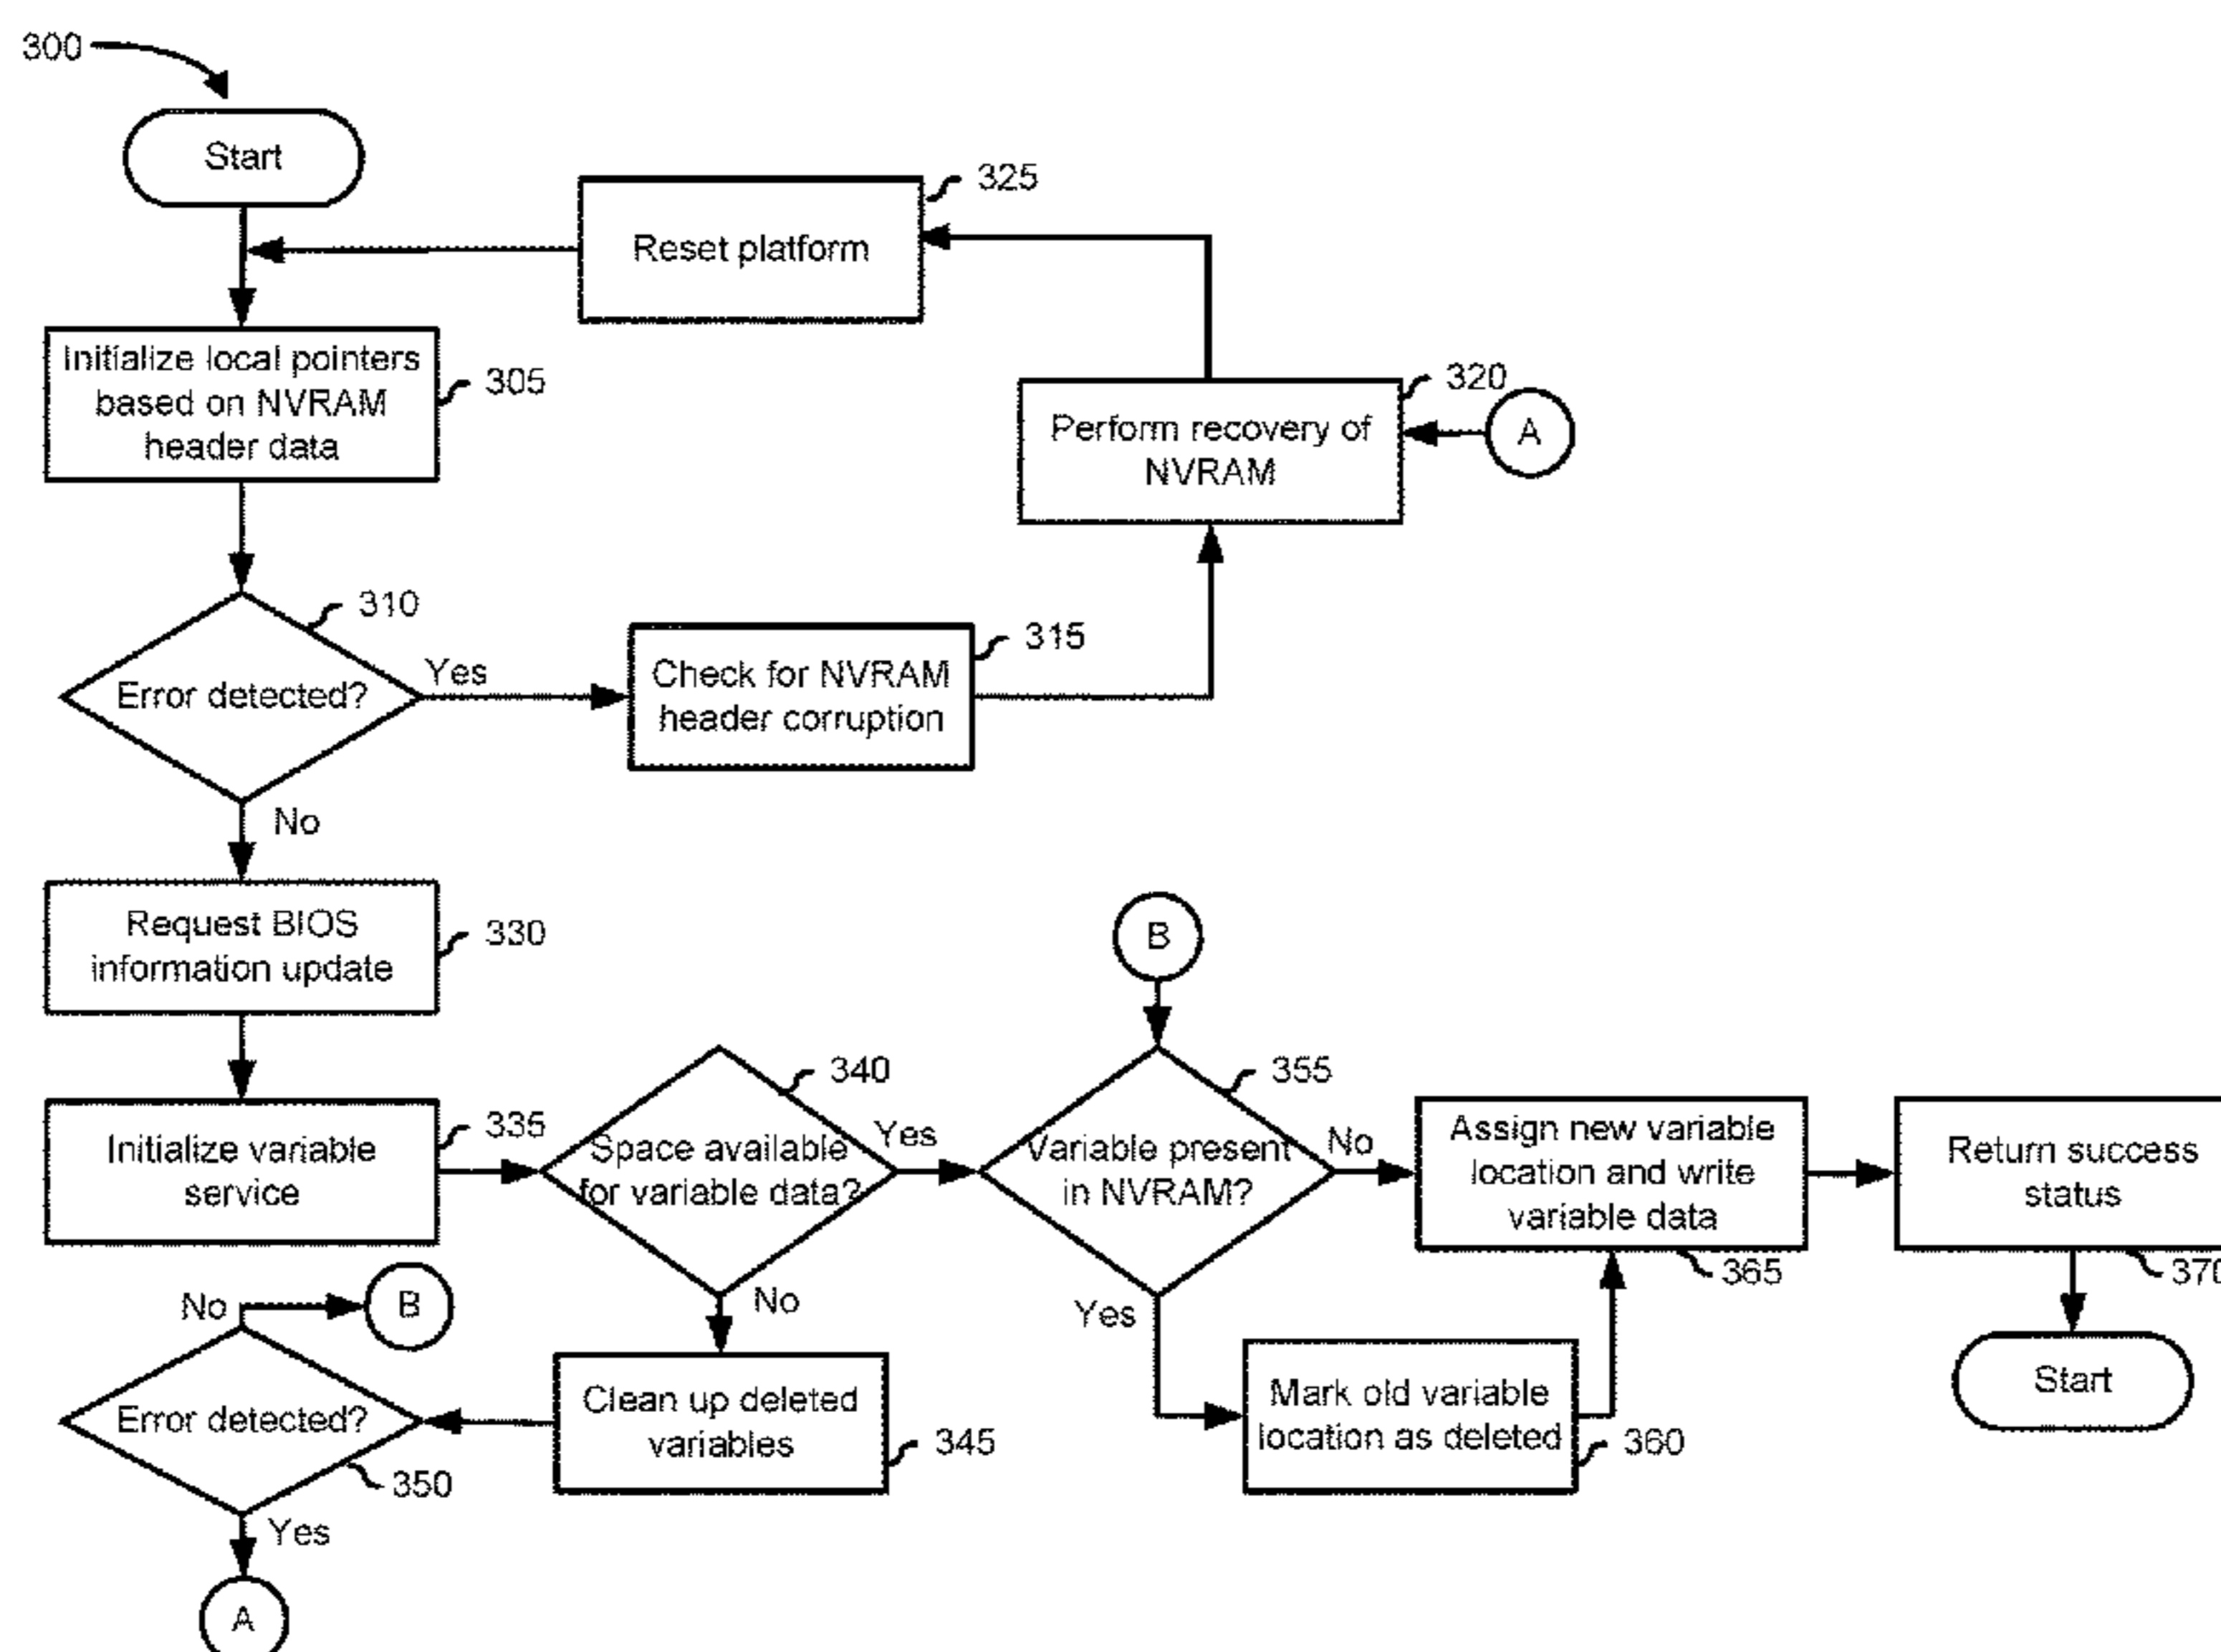 300
Start
325
Reset platform
Initialize local pointers
based on NVRAM
header data
305
320
Perform recovery of
NVRAM
A
310
Error detected?
Yes
315
Check for NVRAM
header corruption
No
Request BIOS
information update
330
B
Initialize variable
service
335
340
Space available
for variable data?
Yes
355
Variable present
in NVRAM?
No
Assign new variable
location and write
variable data
365
Return success
status
370
No
B
No
Yes
Error detected?
350
Clean up deleted
variables
345
Mark old variable
location as deleted
360
Start
Yes
A